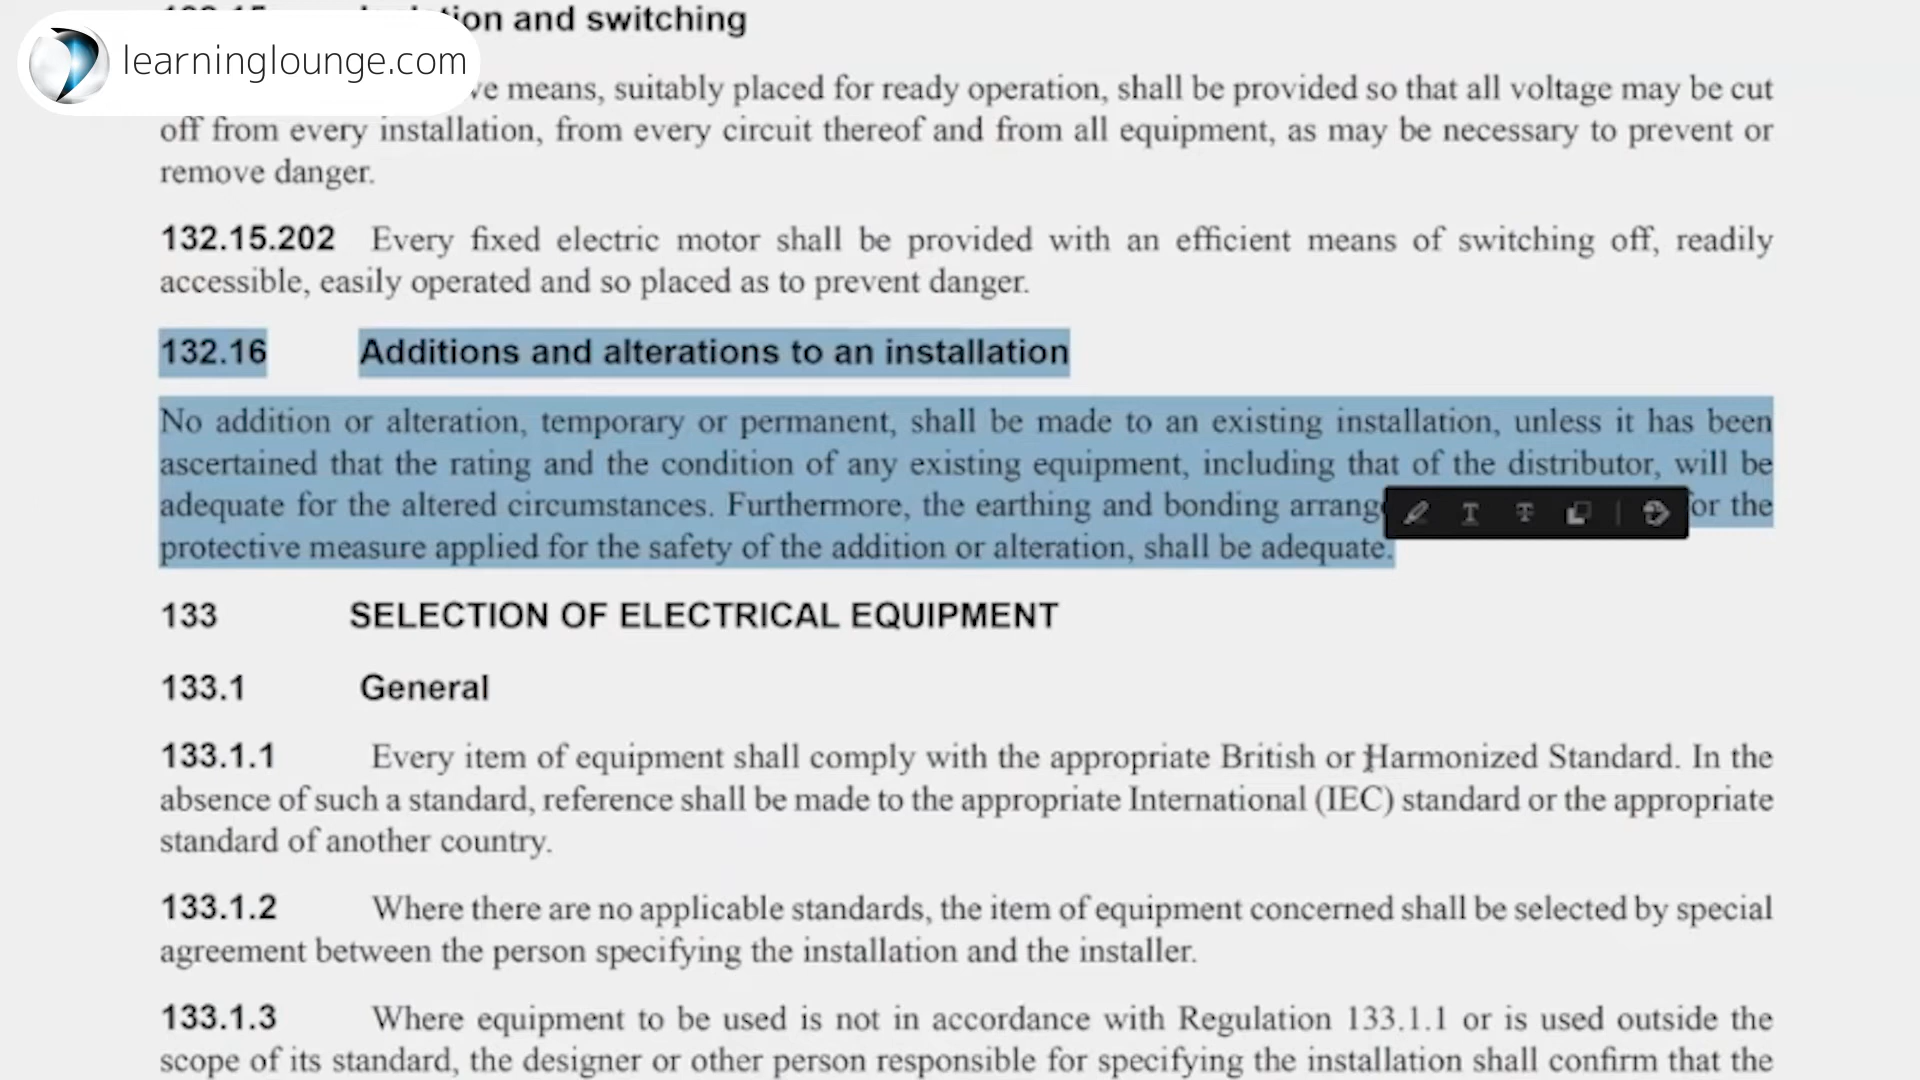 ion and switching
learninglounge.com
ve means, suitably placed for ready operation, shall be provided so that all voltage may be cut
off from every installation, from every circuit thereof and from all equipment, as may be necessary to prevent or
remove danger.
132.15.202 Every fixed electric motor shall be provided with an efficient means of switching off, readily
accessible, easily operated and so placed as to prevent danger.
132.16 Additions and alterations to an installation
No addition or alteration, temporary or permanent, shall be made to an existing installation, unless it has been
ascertained that the rating and the condition of any existing equipment, including that of the distributor, will be
adequate for the altered circumstances. Furthermore, the earthing and bonding arrang or the
protective measure applied for the safety of the addition or alteration, shall be adequate.
133 SELECTION OF ELECTRICAL EQUIPMENT
133.1 General
133.1.1 Every item of equipment shall comply with the appropriate British or Harmonized Standard. In the
absence of such a standard, reference shall be made to the appropriate International (IEC) standard or the appropriate
standard of another country.
133.1.2 Where there are no applicable standards, the item of equipment concerned shall be selected by special
agreement between the person specifying the installation and the installer.
133.1.3 Where equipment to be used is not in accordance with Regulation 133.1.1 or is used outside the
scope of its standard, the designer or other person responsible for specifying the installation shall confirm that the